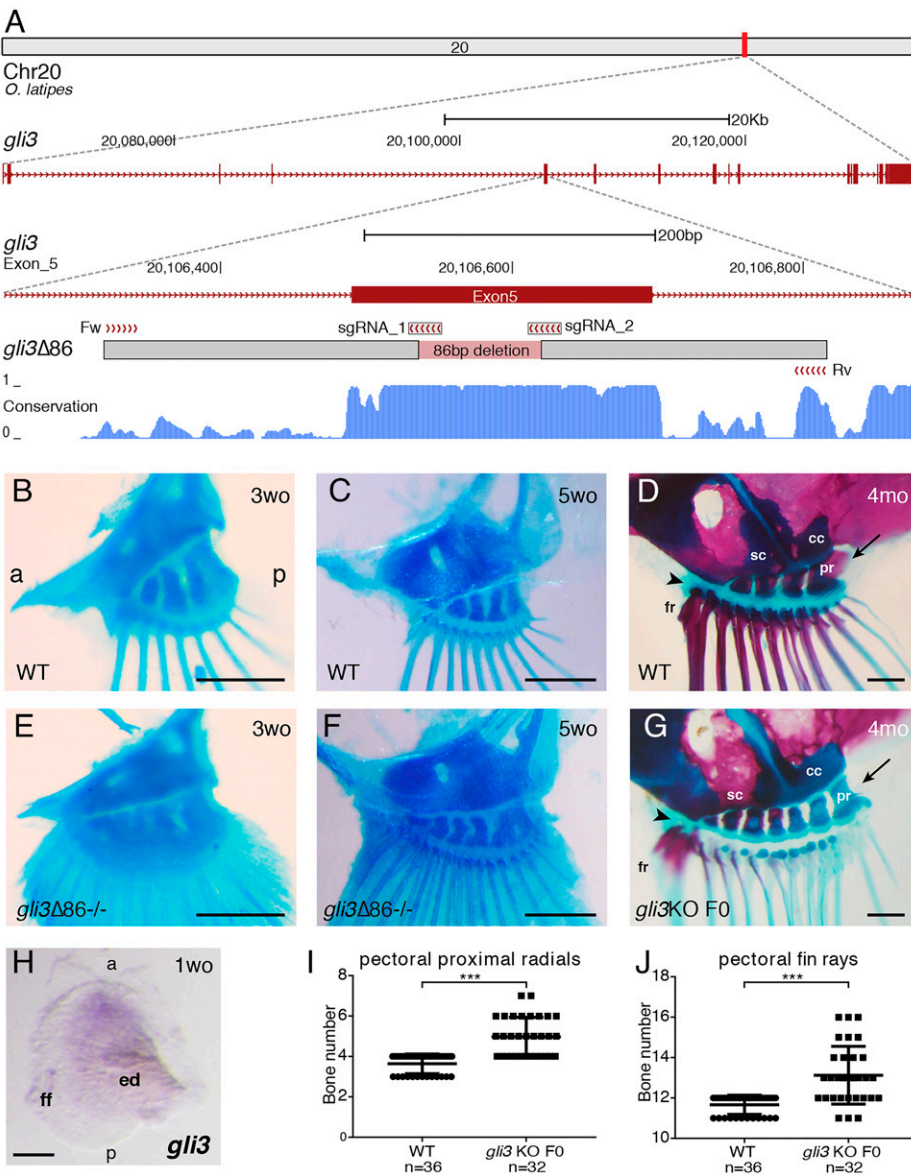 A
20
Chr20
O. latipes
20Kb
gli3
20,080,000
20,100,000
20,120,000
gli3
Exon_5
200bp
20,106,400
20,106,600
20,106,800
Exon5
Fw
sgRNA_1
sgRNA_2
gli3Δ86
86bp deletion
Rv
1
Conservation
0
B
3wo
a
p
WT
C
5wo
WT
D
4mo
sc
cc
pr
fr
WT
E
3wo
gli3Δ86-/-
F
5wo
gli3Δ86-/-
G
4mo
sc
cc
pr
fr
gli3KO F0
H
a
1wo
ff
ed
p
gli3
I
pectoral proximal radials
***
Bone number
8
6
4
2
0
WT
n=36
gli3 KO F0
n=32
J
pectoral fin rays
***
Bone number
18
16
14
12
10
WT
n=36
gli3 KO F0
n=32